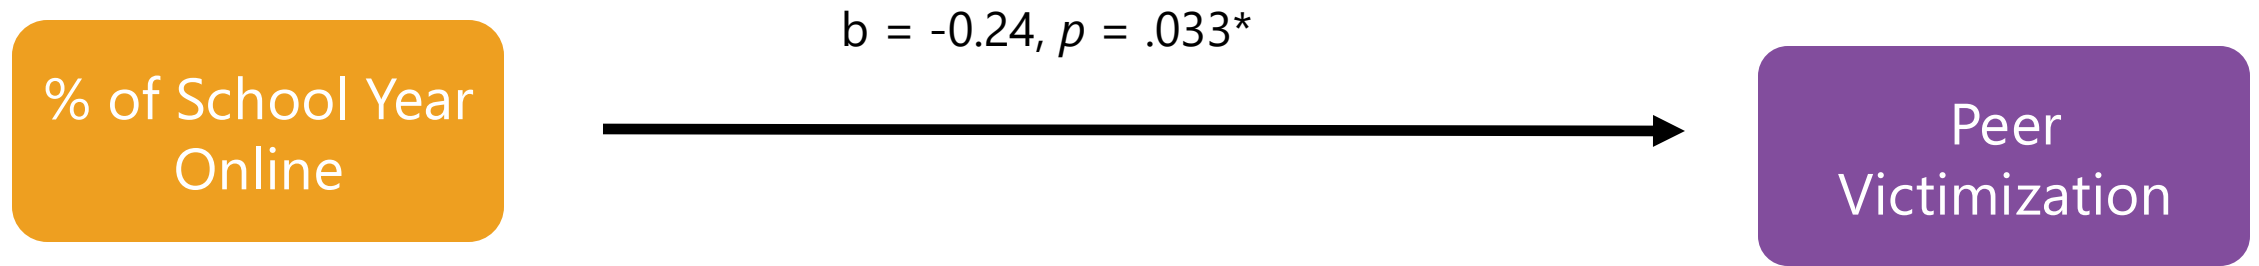 b = -0.24, p = .033*
% of School Year
Online
Peer
Victimization